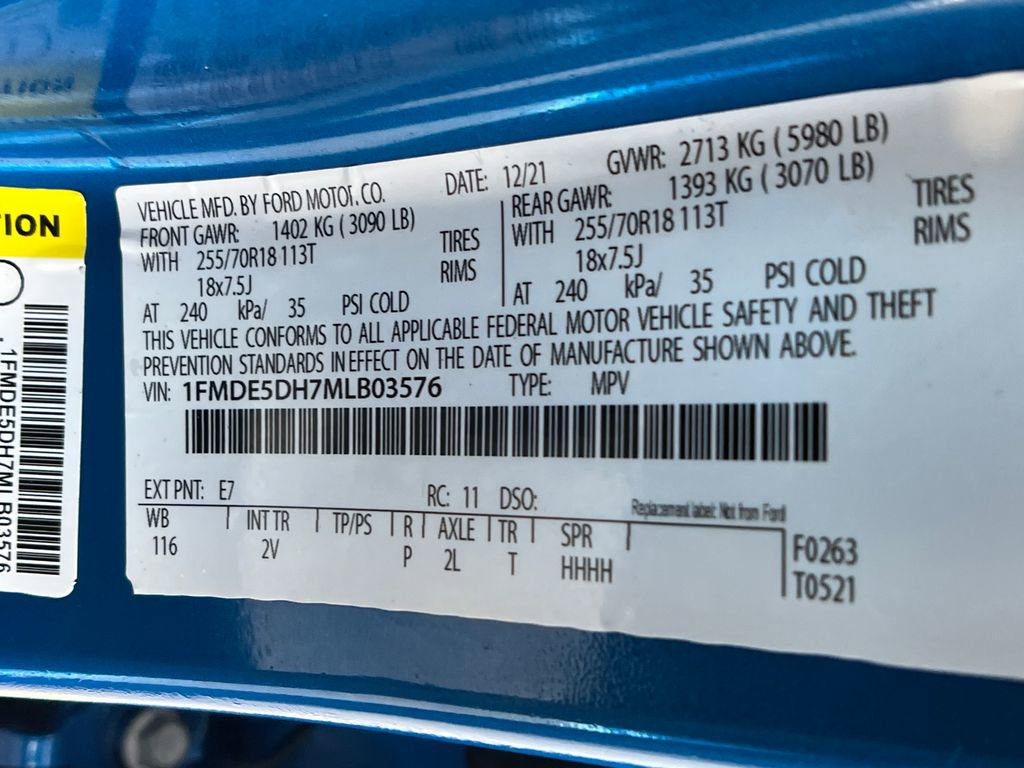 TION
1FMDE5DH7MLB03576
VEHICLE MFD. BY FORD MOTOR CO.
DATE: 12/21
GVWR: 2713 KG ( 5980 LB)
FRONT GAWR: 1402 KG ( 3090 LB)
WITH 255/70R18 113T TIRES
18x7.5J RIMS
AT 240 kPa/ 35 PSI COLD
REAR GAWR: 1393 KG ( 3070 LB)
WITH 255/70R18 113T TIRES
18x7.5J RIMS
AT 240 kPa/ 35 PSI COLD
THIS VEHICLE CONFORMS TO ALL APPLICABLE FEDERAL MOTOR VEHICLE SAFETY AND THEFT
PREVENTION STANDARDS IN EFFECT ON THE DATE OF MANUFACTURE SHOWN ABOVE.
VIN: 1FMDE5DH7MLB03576 TYPE: MPV
EXT PNT: E7 RC: 11 DSO:
Replacement label: Not from Ford
WB INT TR TP/PS R AXLE TR SPR
116 2V P 2L T HHHH
F0263
T0521